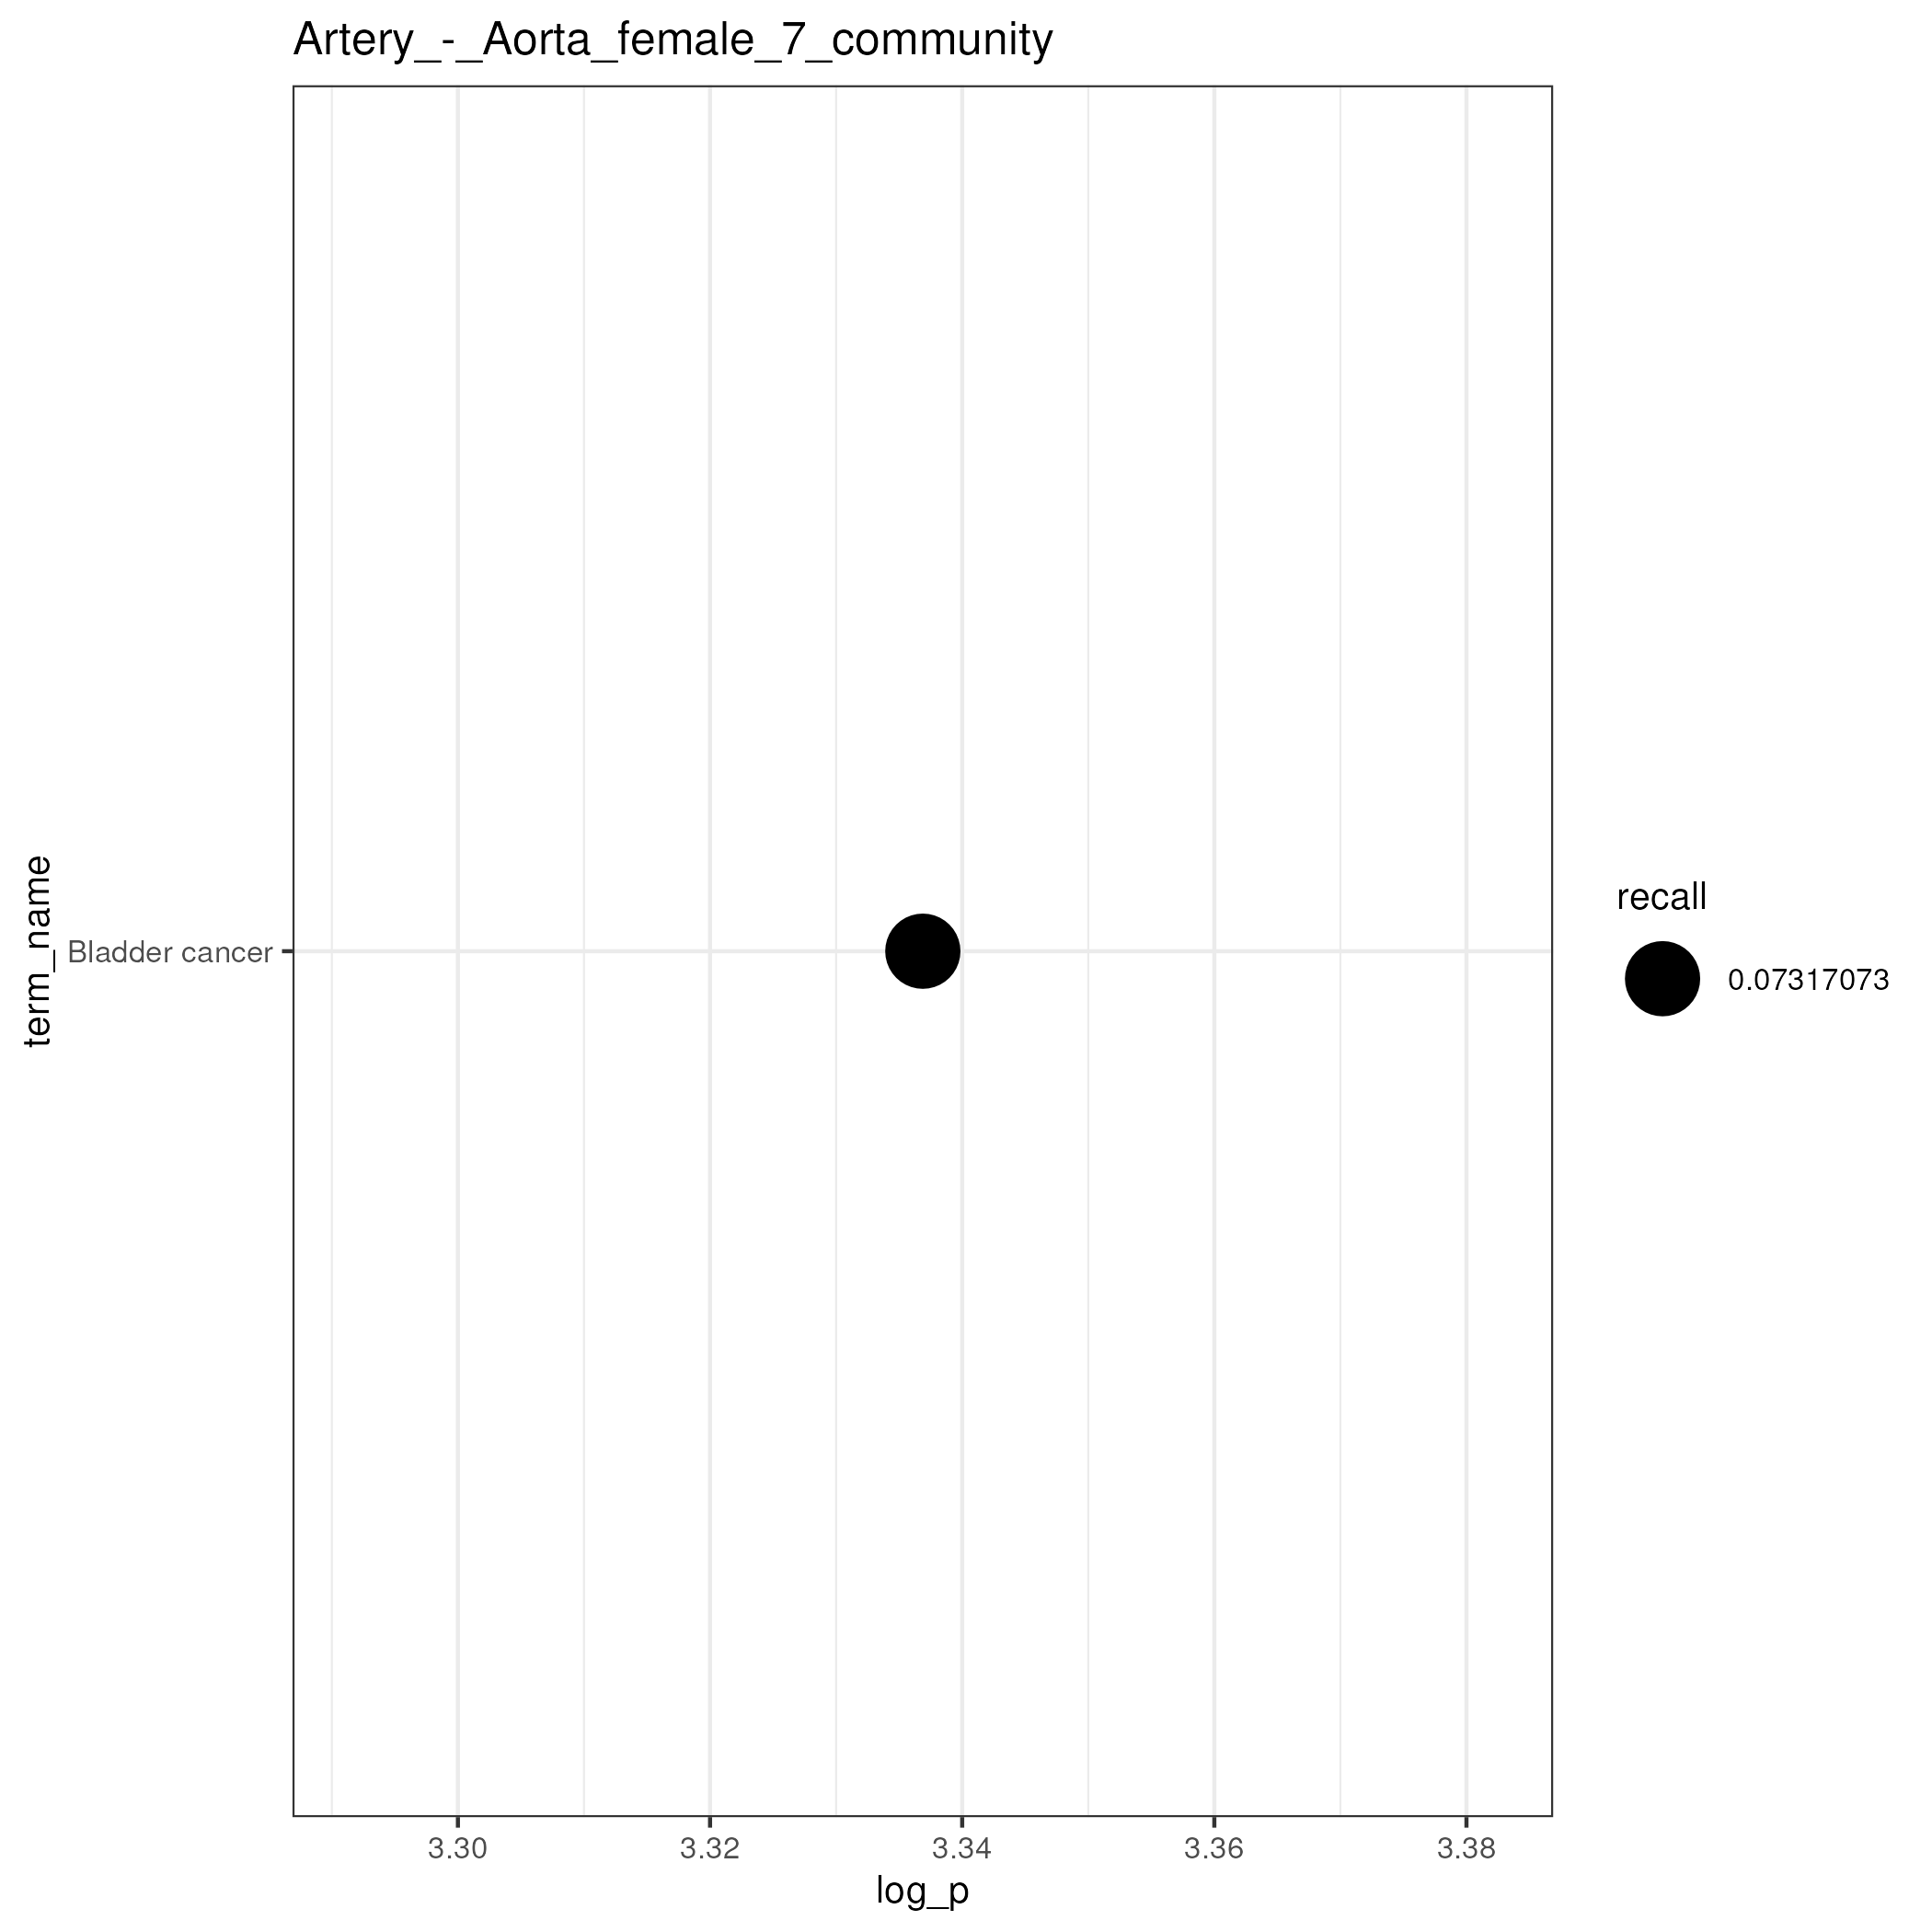 Artery_-_Aorta_female_7_community
term_name
Bladder cancer
recall
0.07317073
3.30 3.32 3.34 3.36 3.38
log_p